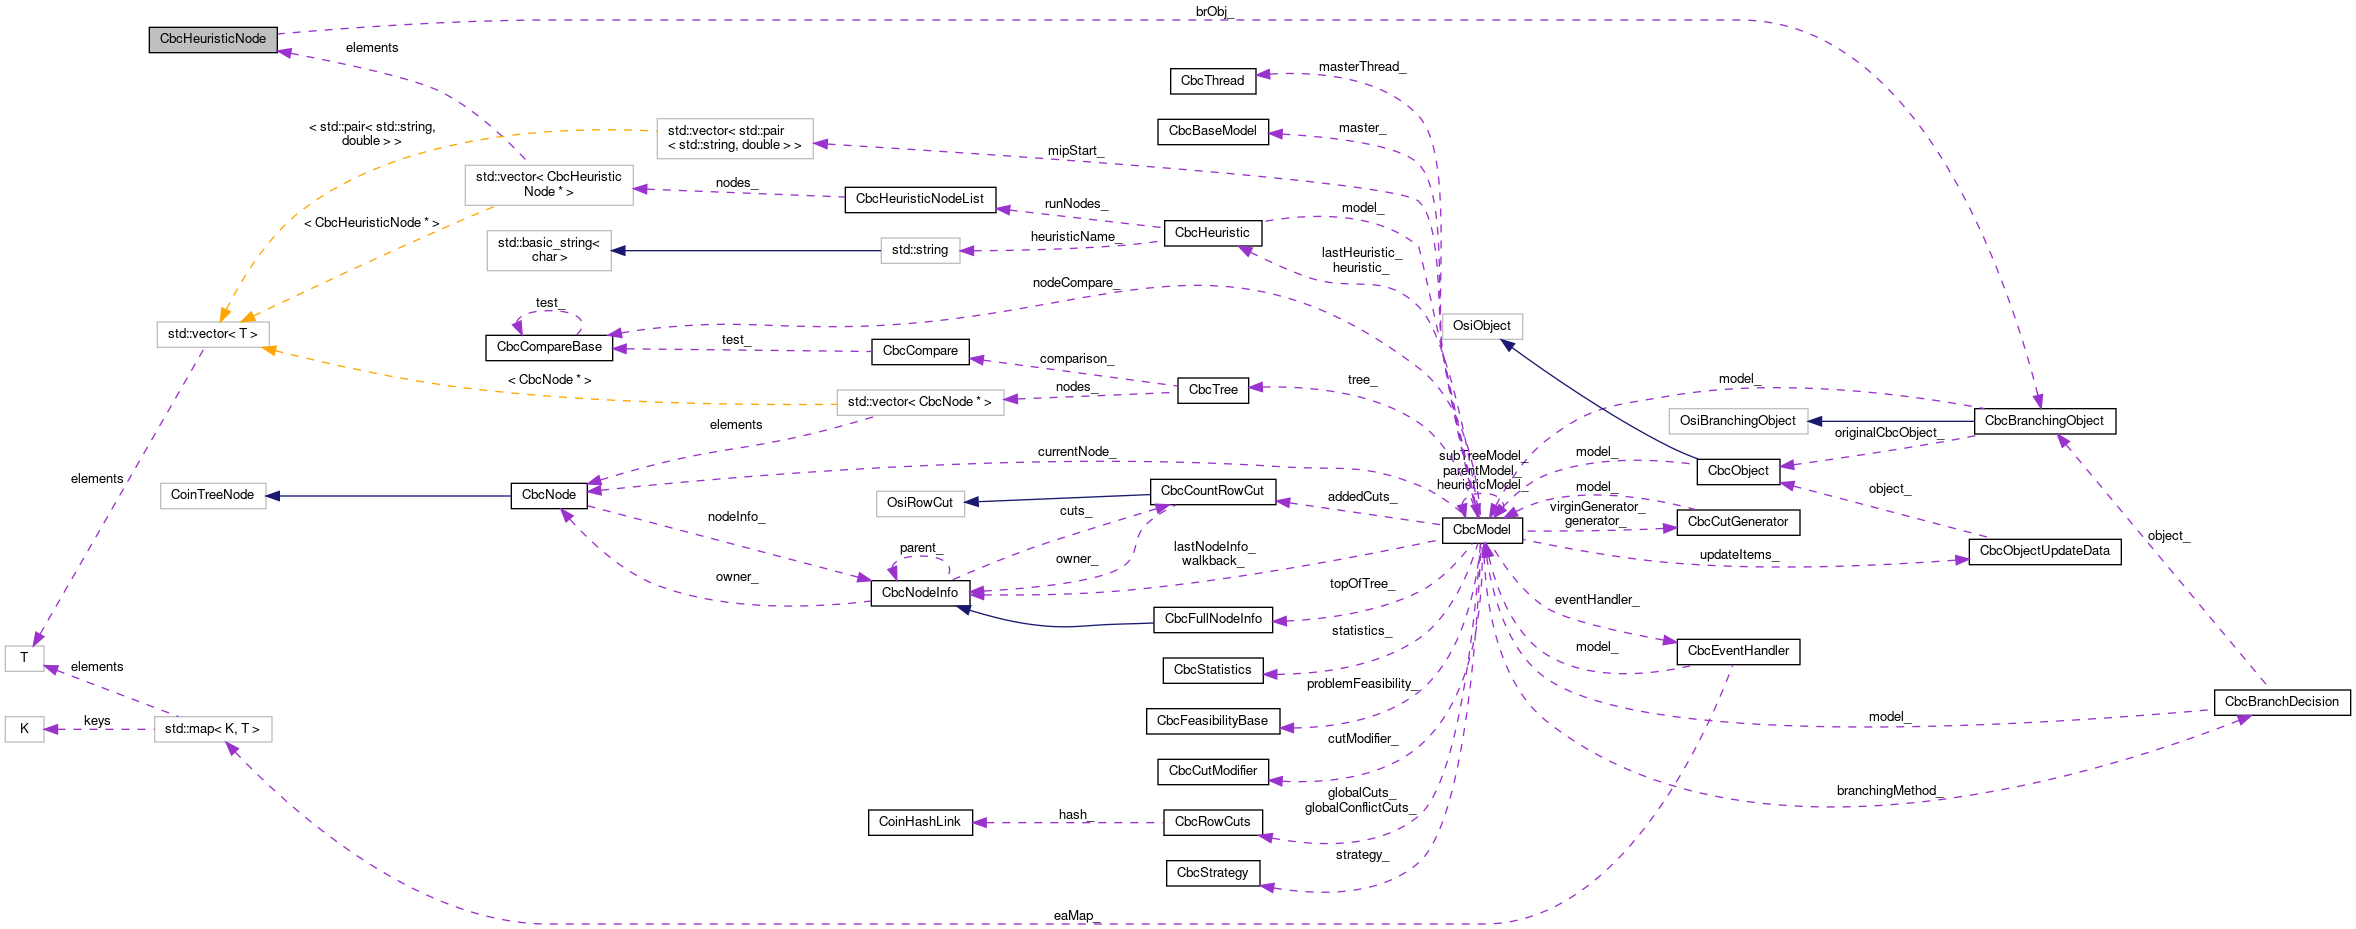 brObj_
CbcHeuristicNode
elements
masterThread_
CbcThread
< std::pair< std::string,
double > >
std::vector< std::pair
< std::string, double > >
CbcBaseModel
master_
mipStart_
std::vector< CbcHeuristic
Node * >
nodes_
CbcHeuristicNodeList
runNodes_
model_
< CbcHeuristicNode * >
CbcHeuristic
heuristicName_
std::basic_string<
char >
std::string
lastHeuristic_
heuristic_
nodeCompare_
test_
OsiObject
std::vector< T >
CbcCompareBase
test_
CbcCompare
comparison_
< CbcNode * >
tree_
model_
nodes_
CbcTree
std::vector< CbcNode * >
elements
OsiBranchingObject
CbcBranchingObject
originalCbcObject_
currentNode_
subTreeModel_
parentModel_
heuristicModel_
model_
CbcObject
elements
CoinTreeNode
CbcNode
OsiRowCut
CbcCountRowCut
addedCuts_
model_
object_
nodeInfo_
cuts_
virginGenerator_
generator_
CbcCutGenerator
CbcModel
object_
parent_
owner_
lastNodeInfo_
walkback_
updateItems_
CbcObjectUpdateData
owner_
CbcNodeInfo
topOfTree_
eventHandler_
CbcFullNodeInfo
statistics_
model_
CbcEventHandler
T
elements
CbcStatistics
problemFeasibility_
CbcBranchDecision
K
keys
std::map< K, T >
CbcFeasibilityBase
model_
cutModifier_
CbcCutModifier
globalCuts_
globalConflictCuts_
branchingMethod_
CoinHashLink
hash_
CbcRowCuts
strategy_
CbcStrategy
eaMap_